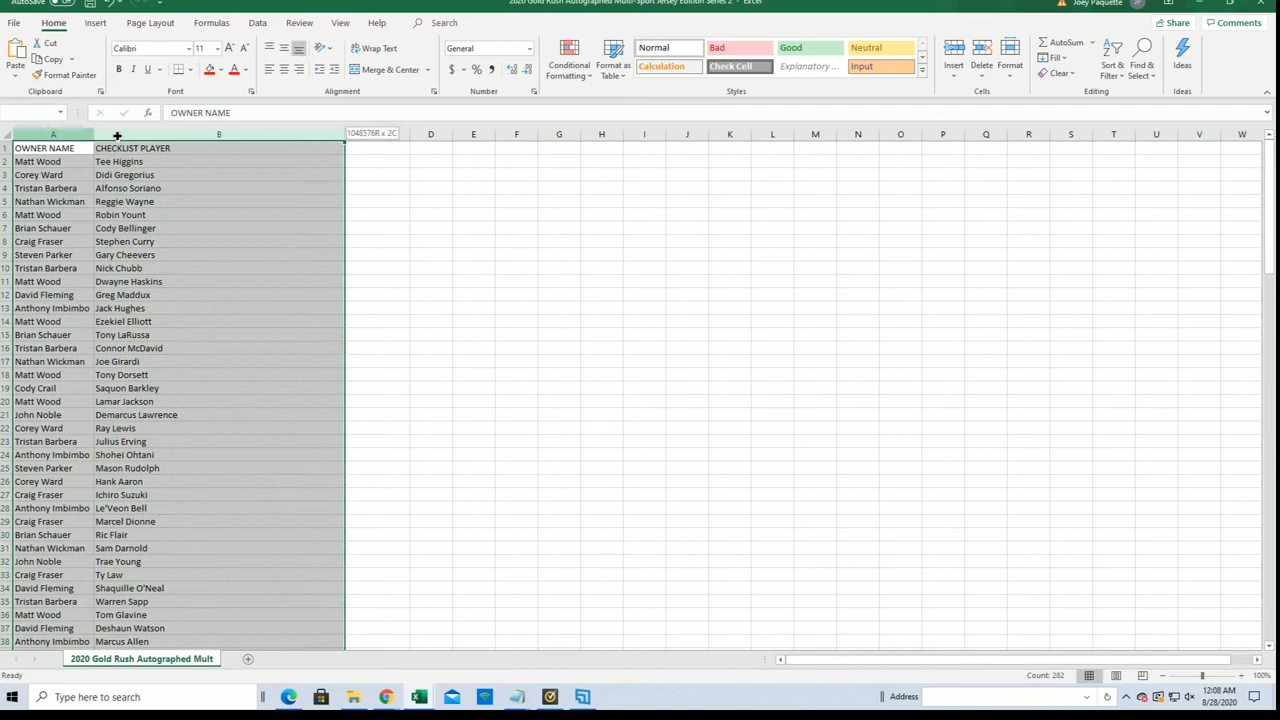 AutoSave Off
2020 Gold Rush Autographed Multi-Sport Jersey Edition Series 2 - Excel
Joey Paquette
JP
File Home Insert Page Layout Formulas Data Review View Help Search
Share Comments
Paste
Cut
Copy
Format Painter
Clipboard
Calibri 11
B I U
Font
Wrap Text
Merge & Center
Alignment
General
$ % ,
Number
Conditional Formatting
Format as Table
Normal Bad Good Neutral
Calculation Check Cell Explanatory ... Input
Styles
Insert Delete Format
Cells
AutoSum
Fill
Clear
Sort & Filter
Find & Select
Editing
Ideas
Ideas
fx OWNER NAME
A B 1048576R x 2C D E F G H I J K L M N O P Q R S T U V W
1 OWNER NAME CHECKLIST PLAYER
2 Matt Wood Tee Higgins
3 Corey Ward Didi Gregorius
4 Tristan Barbera Alfonso Soriano
5 Nathan Wickman Reggie Wayne
6 Matt Wood Robin Yount
7 Brian Schauer Cody Bellinger
8 Craig Fraser Stephen Curry
9 Steven Parker Gary Cheevers
10 Tristan Barbera Nick Chubb
11 Matt Wood Dwayne Haskins
12 David Fleming Greg Maddux
13 Anthony Imbimbo Jack Hughes
14 Matt Wood Ezekiel Elliott
15 Brian Schauer Tony LaRussa
16 Tristan Barbera Connor McDavid
17 Nathan Wickman Joe Girardi
18 Matt Wood Tony Dorsett
19 Cody Crail Saquon Barkley
20 Matt Wood Lamar Jackson
21 John Noble Demarcus Lawrence
22 Corey Ward Ray Lewis
23 Tristan Barbera Julius Erving
24 Anthony Imbimbo Shohei Ohtani
25 Steven Parker Mason Rudolph
26 Corey Ward Hank Aaron
27 Craig Fraser Ichiro Suzuki
28 Anthony Imbimbo Le'Veon Bell
29 Craig Fraser Marcel Dionne
30 Brian Schauer Ric Flair
31 Nathan Wickman Sam Darnold
32 John Noble Trae Young
33 Craig Fraser Ty Law
34 David Fleming Shaquille O'Neal
35 Tristan Barbera Warren Sapp
36 Matt Wood Tom Glavine
37 David Fleming Deshaun Watson
38 Anthony Imbimbo Marcus Allen
2020 Gold Rush Autographed Mult
Ready
Count: 282
100%
Type here to search
Address
12:08 AM
8/28/2020